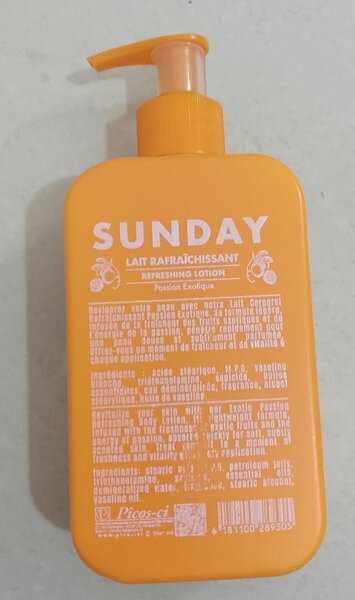 SUNDAY
LAIT RAFRAÎCHISSANT
REFRESHING LOTION
Passion Exotique
Revigorez votre peau avec notre Lait Corporel
Rafraîchissant Passion Exotique. Sa formule légère,
infusée de la fraîcheur des fruits exotiques et de
l'énergie de la passion, pénètre rapidement pour
une peau douce et subtilement parfumée.
Offrez-vous un moment de fraîcheur et de vitalité à
chaque application.
Ingrédients : acide stéarique, M.P.G, vaseline
blanche, triéthanolamine, sepicide, huiles
essentielles, eau déminéralisée, fragrance, alcool
stéarylique, huile de vaseline
Revitalize your skin with our Exotic Passion
Refreshing Body Lotion. Its lightweight formula,
infused with the freshness of exotic fruits and the
energy of passion, absorbs quickly for soft, subtly
scented skin. Treat to a moment of
freshness and vitality application.
Ingredients: stearic petroleum jelly,
triethanolamine, essential oils,
demineralized water, stearic alcohol,
vaseline oil.
Picos-ci
6 181100 289305